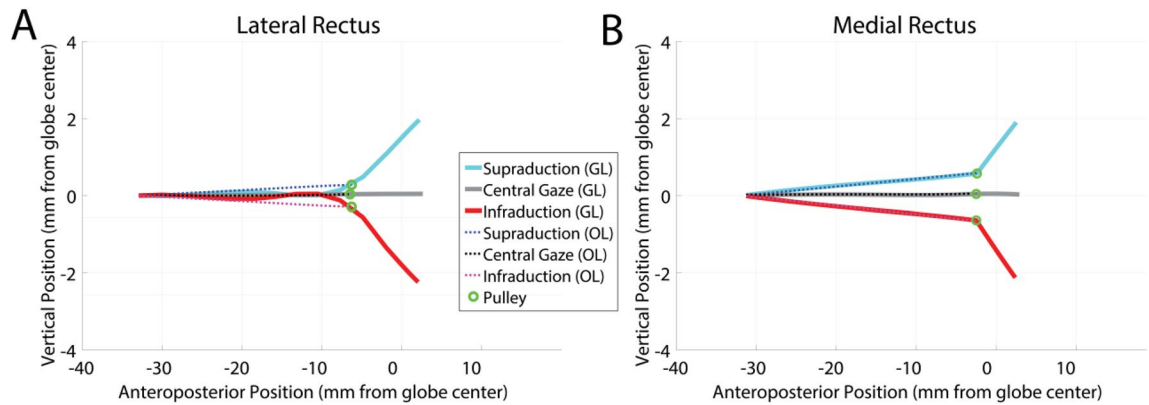 A
Lateral Rectus
4
2
0
-2
-4
-40
-30
-20
-10
0
10
Vertical Position (mm from globe center)
Anteroposterior Position (mm from globe center)
Supraduction (GL)
Central Gaze (GL)
Infraduction (GL)
Supraduction (OL)
Central Gaze (OL)
Infraduction (OL)
Pulley
B
Medial Rectus
4
2
0
-2
-4
-40
-30
-20
-10
0
10
Vertical Position (mm from globe center)
Anteroposterior Position (mm from globe center)